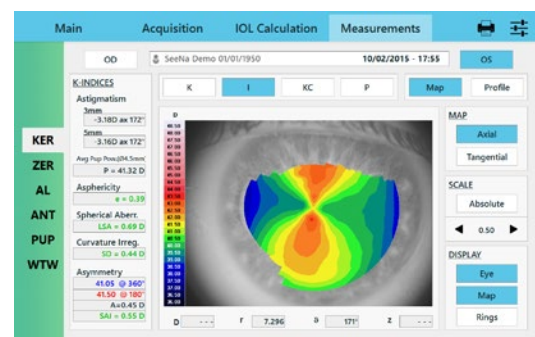 Main Acquisition IOL Calculation Measurements
OD SeeNa Demo 01/01/1950 10/02/2015 - 17:55 OS
K-INDICES
Astigmatism
3mm
-3.18D ax 172°
5mm
-3.16D ax 172°
Avg Pup Pow.(Ø4.5mm)
P = 41.32 D
Asphericity
e = 0.39
Spherical Aberr.
LSA = 0.69 D
Curvature Irreg.
SD = 0.44 D
Asymmetry
41.05 @ 360°
41.50 @ 180°
A=0.45 D
SAI = 0.55 D
KER
ZER
AL
ANT
PUP
WTW
K I KC P Map Profile
D
D --- r 7.296 171° z ---
MAP
Axial
Tangential
SCALE
Absolute
0.50
DISPLAY
Eye
Map
Rings